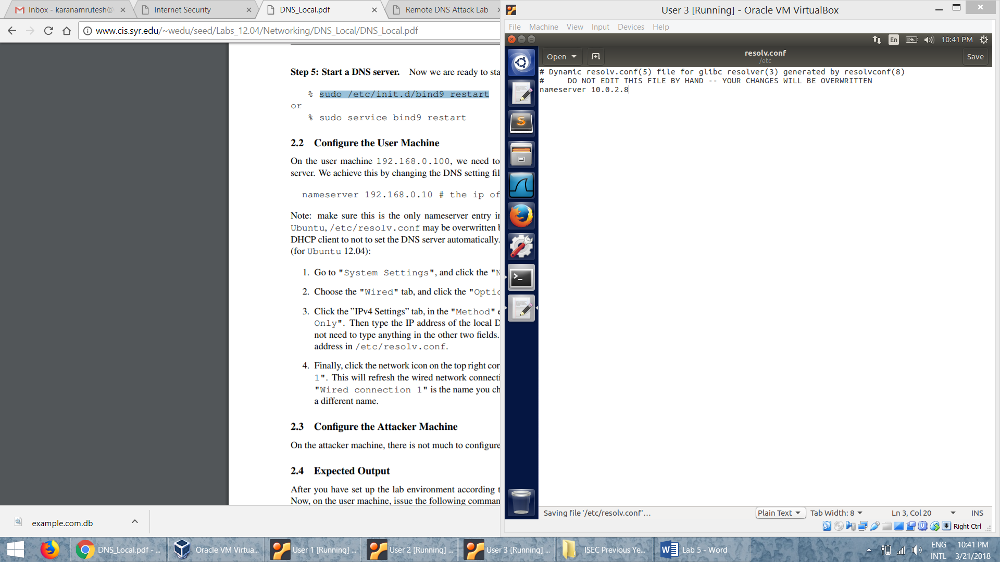 Inbox - karanamrutesh@
Internet Security
DNS_Local.pdf
Remote DNS Attack Lab
www.cis.syr.edu/~wedu/seed/Labs_12.04/Networking/DNS_Local/DNS_Local.pdf
Step 5: Start a DNS server. Now we are ready to sta
% sudo /etc/init.d/bind9 restart
or
% sudo service bind9 restart
2.2 Configure the User Machine
On the user machine 192.168.0.100, we need to
server. We achieve this by changing the DNS setting fil
nameserver 192.168.0.10 # the ip of
Note: make sure this is the only nameserver entry in
Ubuntu, /etc/resolv.conf may be overwritten b
DHCP client to not to set the DNS server automatically.
(for Ubuntu 12.04):
1. Go to "System Settings", and click the "N
2. Choose the "Wired" tab, and click the "Optio
3. Click the ”IPv4 Settings” tab, in the "Method" e
Only". Then type the IP address of the local D
not need to type anything in the other two fields.
address in /etc/resolv.conf.
4. Finally, click the network icon on the top right cor
1". This will refresh the wired network connecti
"Wired connection 1" is the name you ch
a different name.
2.3 Configure the Attacker Machine
On the attacker machine, there is not much to configure
2.4 Expected Output
After you have set up the lab environment according t
Now, on the user machine, issue the following comman
example.com.db
User 3 [Running] - Oracle VM VirtualBox
File Machine View Input Devices Help
En 10:41 PM
Open
resolv.conf
/etc
Save
# Dynamic resolv.conf(5) file for glibc resolver(3) generated by resolvconf(8)
#     DO NOT EDIT THIS FILE BY HAND -- YOUR CHANGES WILL BE OVERWRITTEN
nameserver 10.0.2.8
Saving file '/etc/resolv.conf'...
Plain Text Tab Width: 8 Ln 3, Col 20 INS
Right Ctrl
DNS_Local.pdf - ...
Oracle VM Virtua...
User 1 [Running] ...
User 2 [Running] ...
User 3 [Running] ...
ISEC Previous Ye...
Lab 5 - Word
ENG
INTL
10:41 PM
3/21/2018